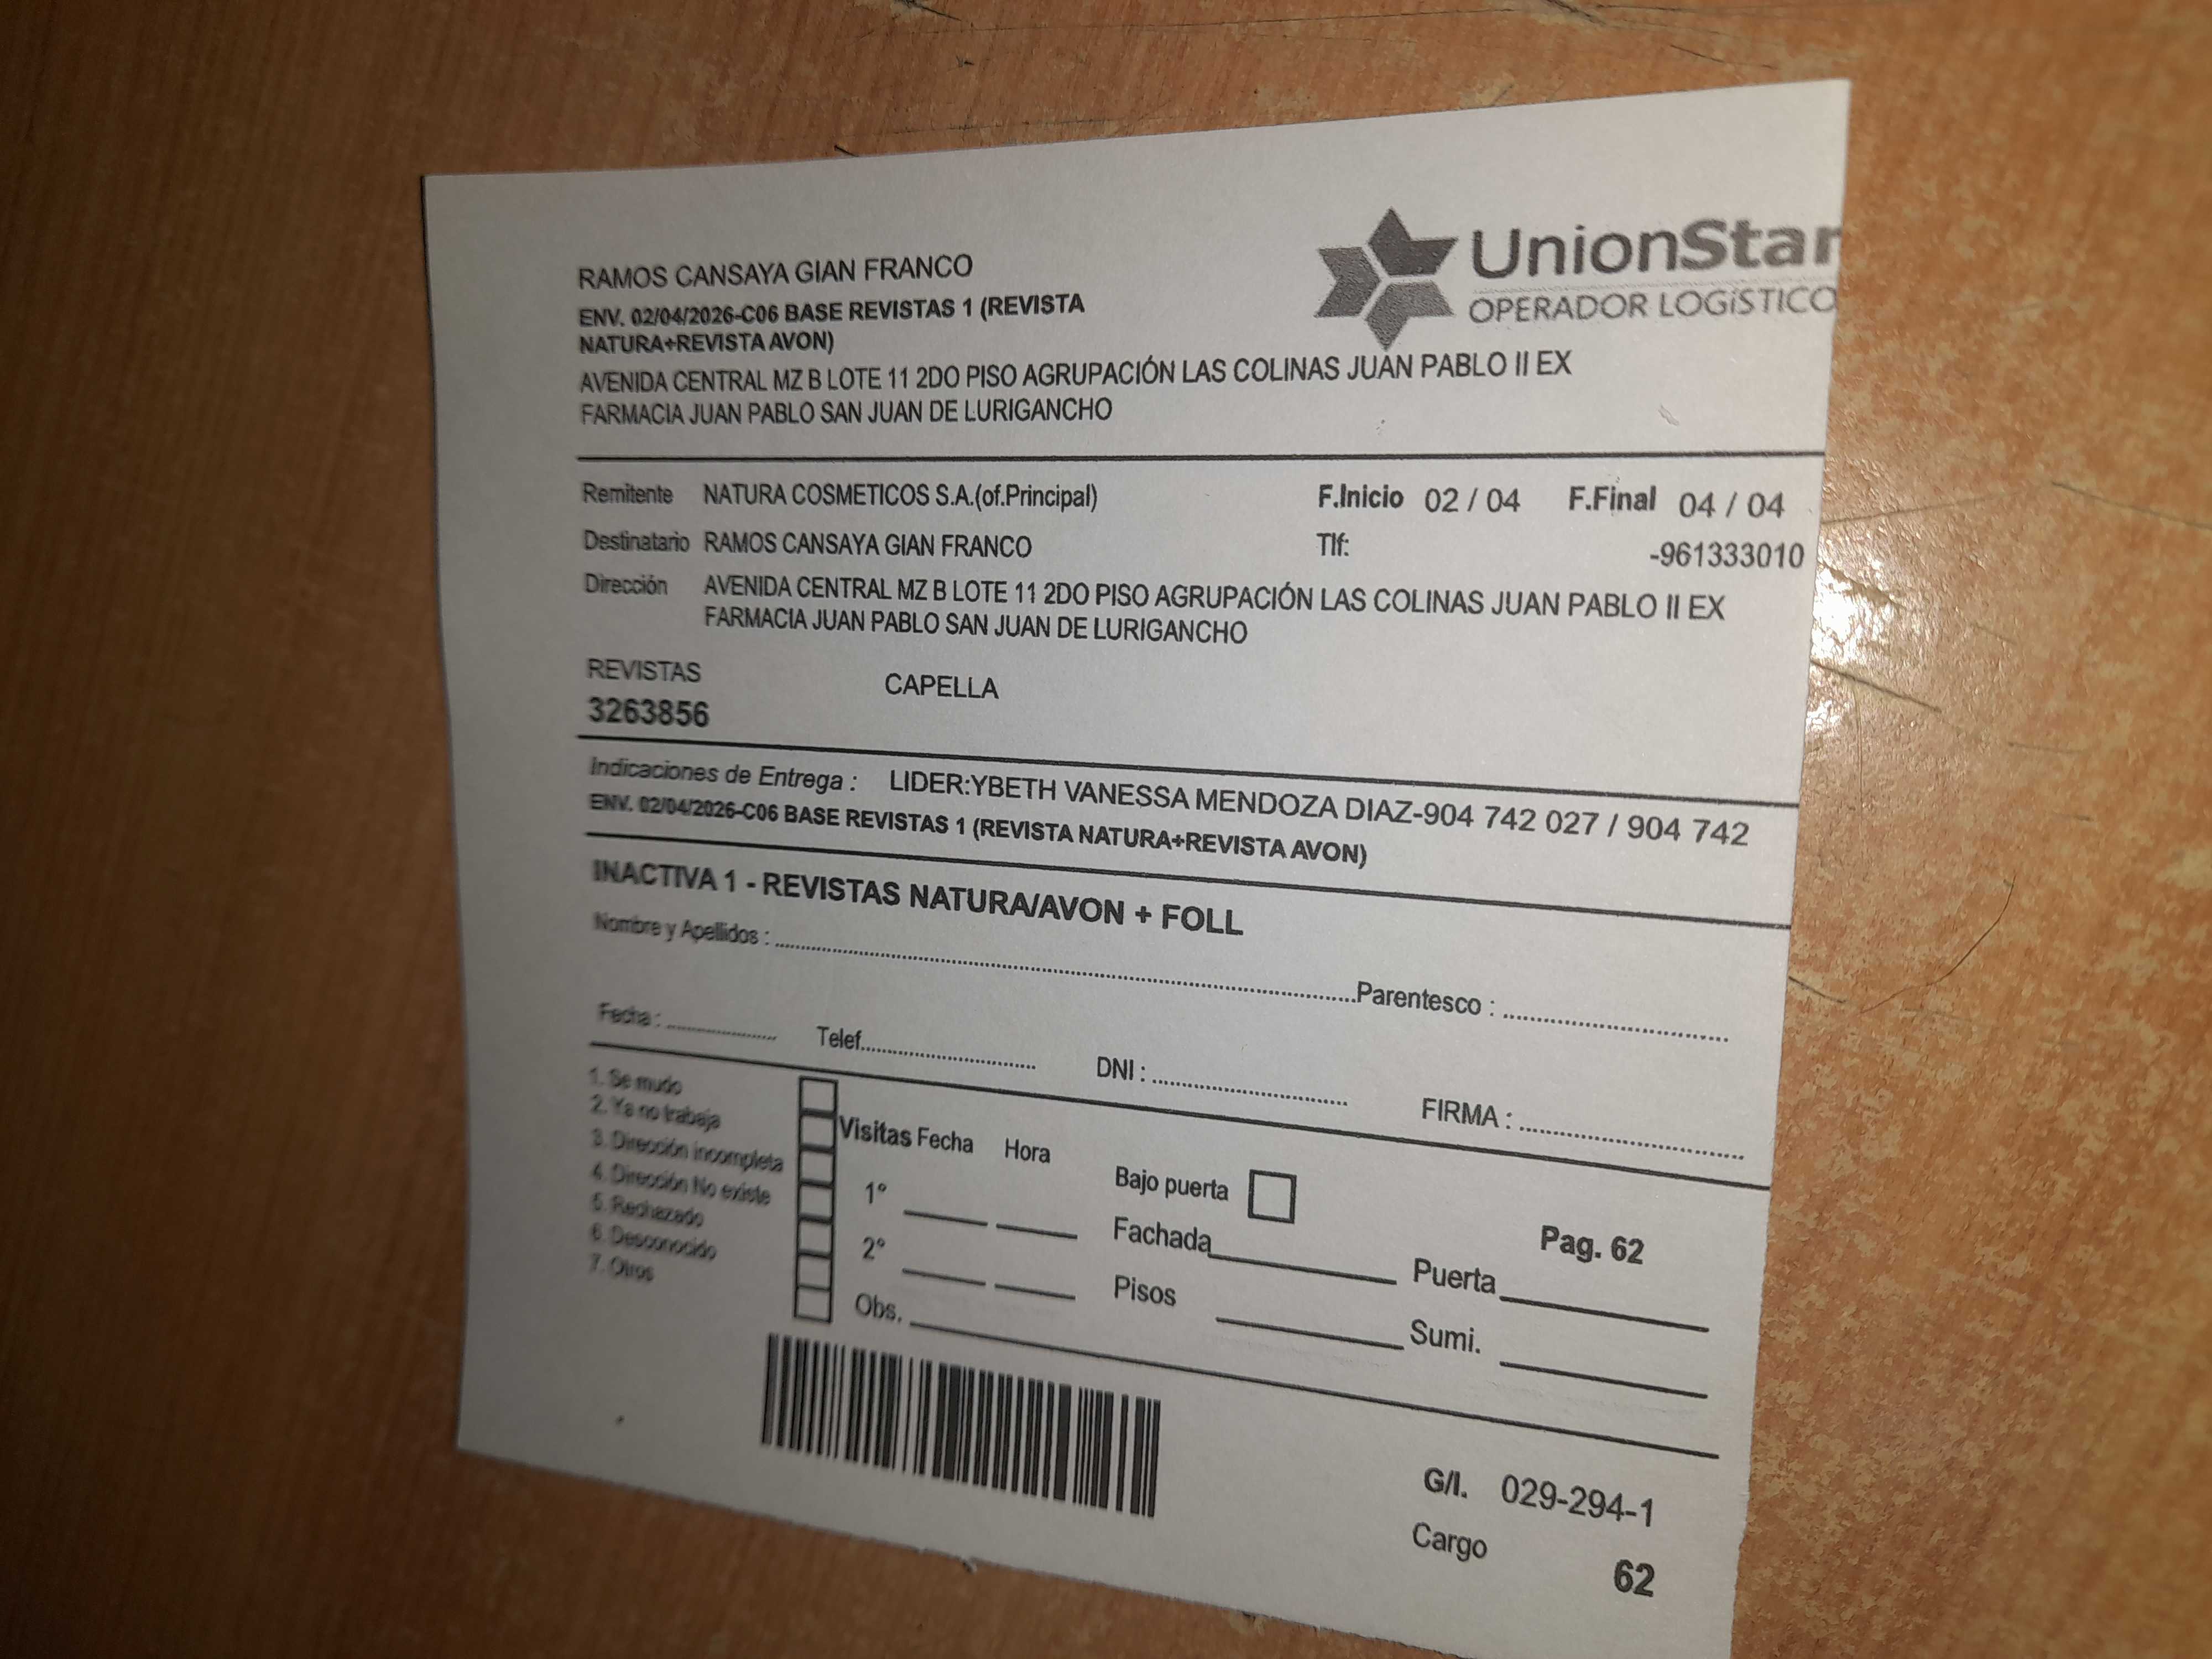 RAMOS CANSAYA GIAN FRANCO
UnionStar
OPERADOR LOGÍSTICO
ENV. 02/04/2026-C06 BASE REVISTAS 1 (REVISTA
NATURA+REVISTA AVON)
AVENIDA CENTRAL MZ B LOTE 11 2DO PISO AGRUPACIÓN LAS COLINAS JUAN PABLO II EX
FARMACIA JUAN PABLO SAN JUAN DE LURIGANCHO
Remitente NATURA COSMETICOS S.A.(of.Principal) F.Inicio 02 / 04 F.Final 04 / 04
Destinatario RAMOS CANSAYA GIAN FRANCO Tlf: -961333010
Dirección AVENIDA CENTRAL MZ B LOTE 11 2DO PISO AGRUPACIÓN LAS COLINAS JUAN PABLO II EX
FARMACIA JUAN PABLO SAN JUAN DE LURIGANCHO
REVISTAS CAPELLA
3263856
Indicaciones de Entrega : LIDER:YBETH VANESSA MENDOZA DIAZ-904 742 027 / 904 742
ENV. 02/04/2026-C06 BASE REVISTAS 1 (REVISTA NATURA+REVISTA AVON)
INACTIVA 1 - REVISTAS NATURA/AVON + FOLL
Nombre y Apellidos : Parentesco :
Fecha : Telef. DNI : FIRMA :
1. Se mudo
2. Ya no trabaja
3. Dirección incompleta
4. Dirección No existe
5. Rechazado
6. Desconocido
7. Otros
Visitas Fecha Hora
1°
2°
Obs.
Bajo puerta
Fachada
Pisos
Pag. 62
Puerta
Sumi.
G/I. 029-294-1
Cargo 62